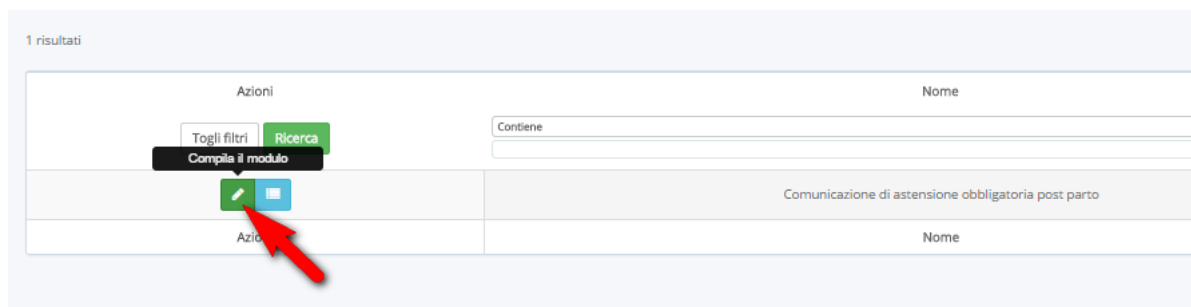 1 risultati
Azioni
Nome
Togli filtri
Ricerca
Contiene
Compila il modulo
Comunicazione di astensione obbligatoria post parto
Nome